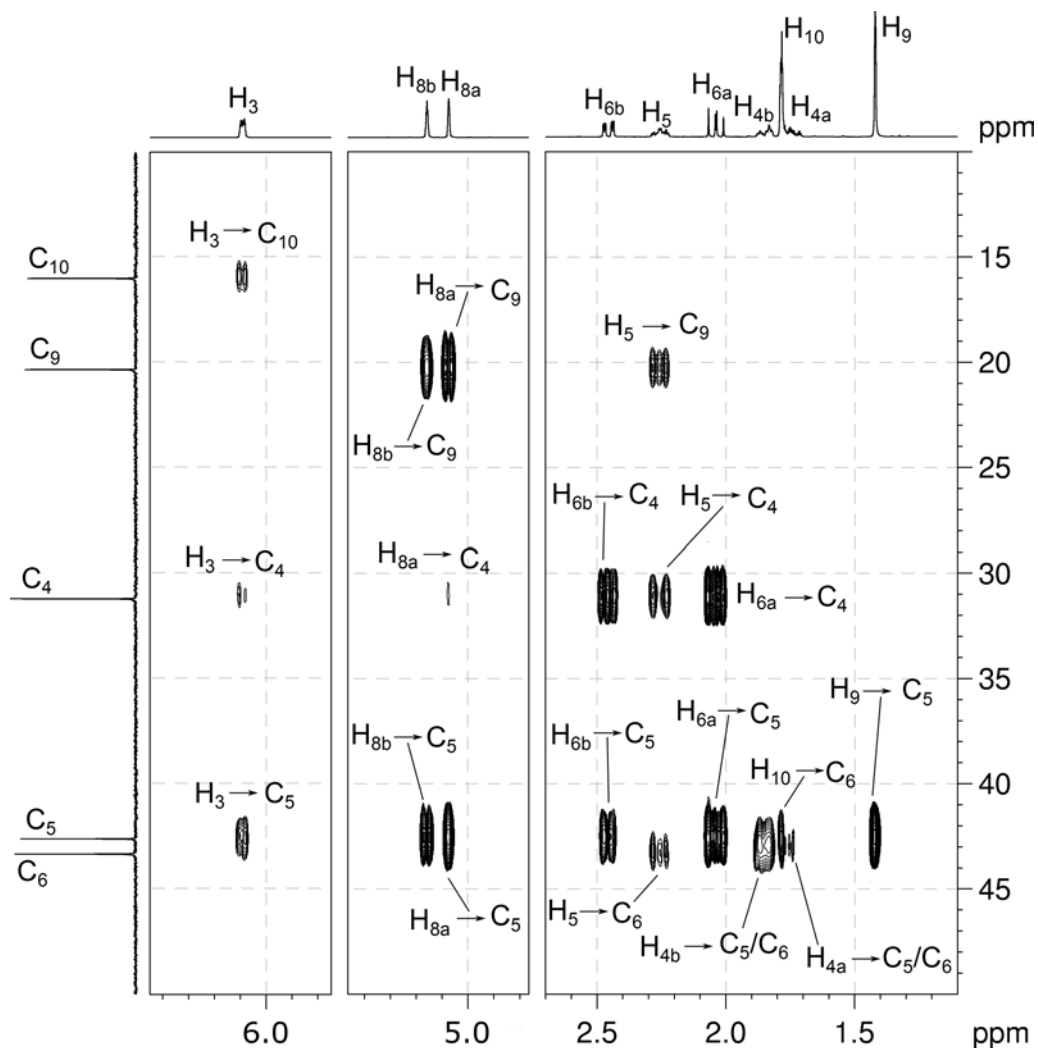 H₁₀
H₉
H₈b H₈a
H₆a
H₃
H₆b H₅ H₄b H₄a
ppm
H₃→C₁₀
C₁₀
15
H₈a→C₉
H₅→C₉
C₉
20
H₈b→C₉
25
H₆b→C₄
H₅→C₄
H₃→C₄
H₈a→C₄
C₄
30
H₆a→C₄
35
H₉→C₅
H₆a→C₅
H₈b→C₅
H₆b→C₅
H₁₀→C₆
H₃→C₅
40
C₅
C₆
45
H₈a→C₅
H₅→C₆
H₄b→C₅/C₆
H₄a→C₅/C₆
6.0 5.0 2.5 2.0 1.5 ppm